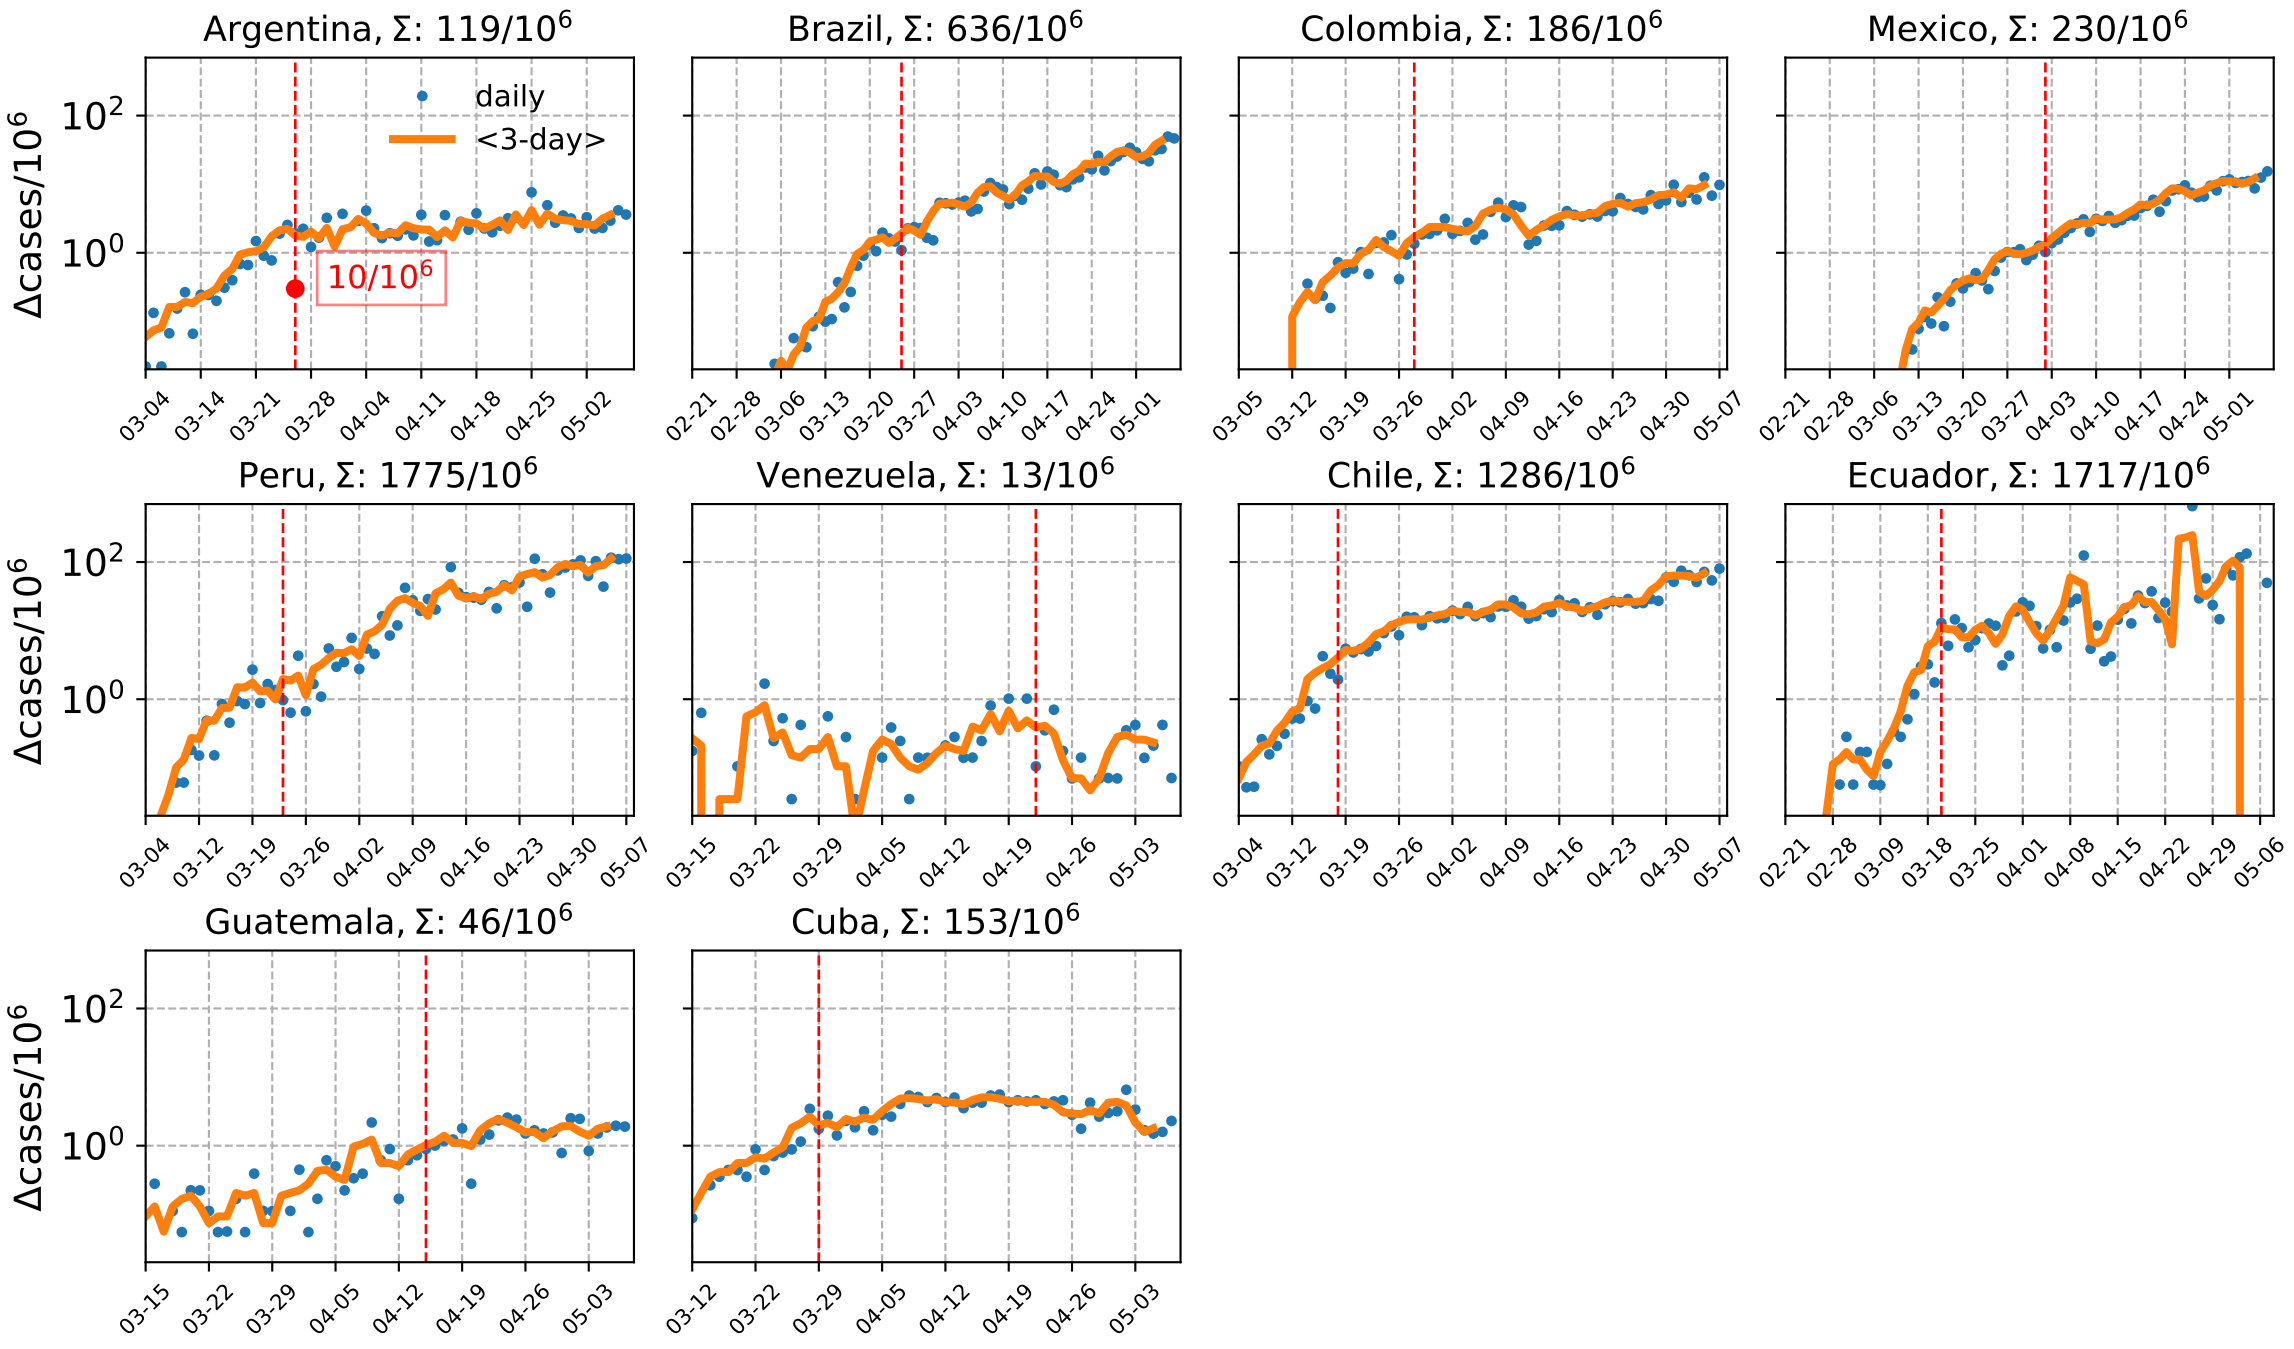 Argentina, Σ: 119/10⁶
Brazil, Σ: 636/10⁶
Colombia, Σ: 186/10⁶
Mexico, Σ: 230/10⁶
Δcases/10⁶
10²
10⁰
daily
<3-day>
10/10⁶
03-04 03-14 03-21 03-28 04-04 04-11 04-18 04-25 05-02
02-21 02-28 03-06 03-13 03-20 03-27 04-03 04-10 04-17 04-24 05-01
03-05 03-12 03-19 03-26 04-02 04-09 04-16 04-23 04-30 05-07
02-21 02-28 03-06 03-13 03-20 03-27 04-03 04-10 04-17 04-24 05-01
Peru, Σ: 1775/10⁶
Venezuela, Σ: 13/10⁶
Chile, Σ: 1286/10⁶
Ecuador, Σ: 1717/10⁶
Δcases/10⁶
10²
10⁰
03-04 03-12 03-19 03-26 04-02 04-09 04-16 04-23 04-30 05-07
03-15 03-22 03-29 04-05 04-12 04-19 04-26 05-03
03-04 03-12 03-19 03-26 04-02 04-09 04-16 04-23 04-30 05-07
02-21 02-28 03-09 03-18 03-25 04-01 04-08 04-15 04-22 04-29 05-06
Guatemala, Σ: 46/10⁶
Cuba, Σ: 153/10⁶
Δcases/10⁶
10²
10⁰
03-15 03-22 03-29 04-05 04-12 04-19 04-26 05-03
03-12 03-22 03-29 04-05 04-12 04-19 04-26 05-03